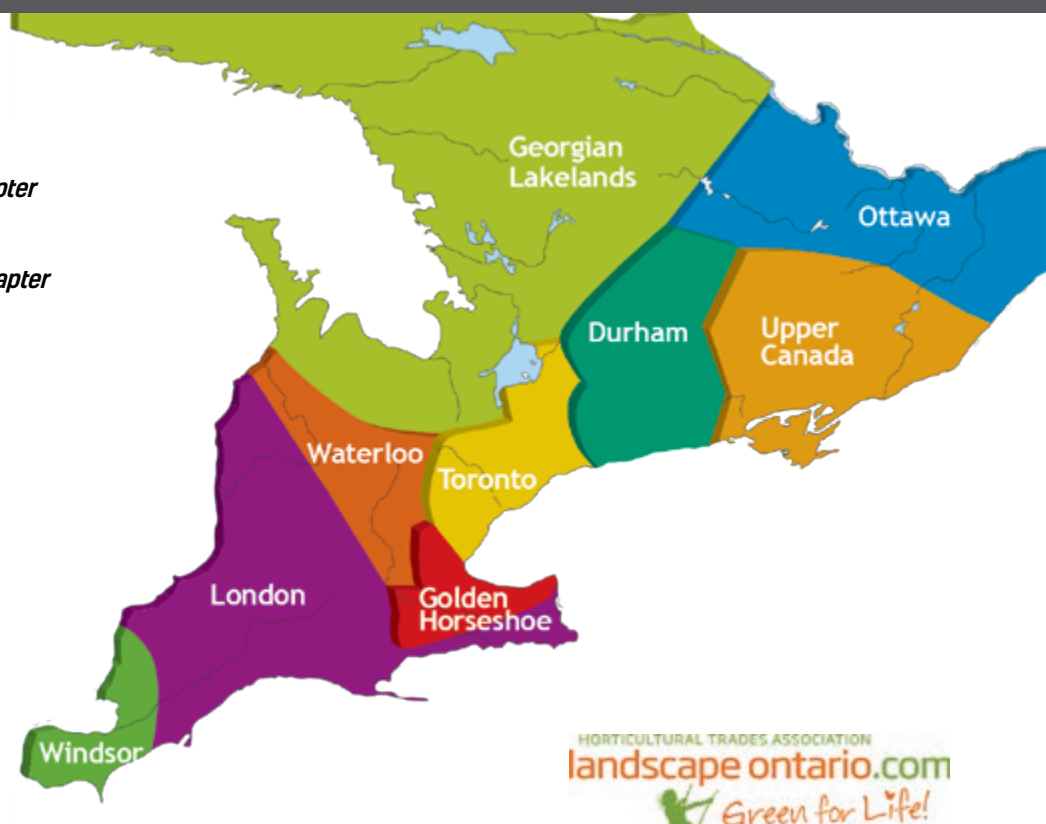 pter
apter
Georgian
Lakelands
Ottawa
Durham
Upper
Canada
Waterloo
Toronto
London
Golden
Horseshoe
Windsor
HORTICULTURAL TRADES ASSOCIATION
landscape ontario.com
Green for Life!